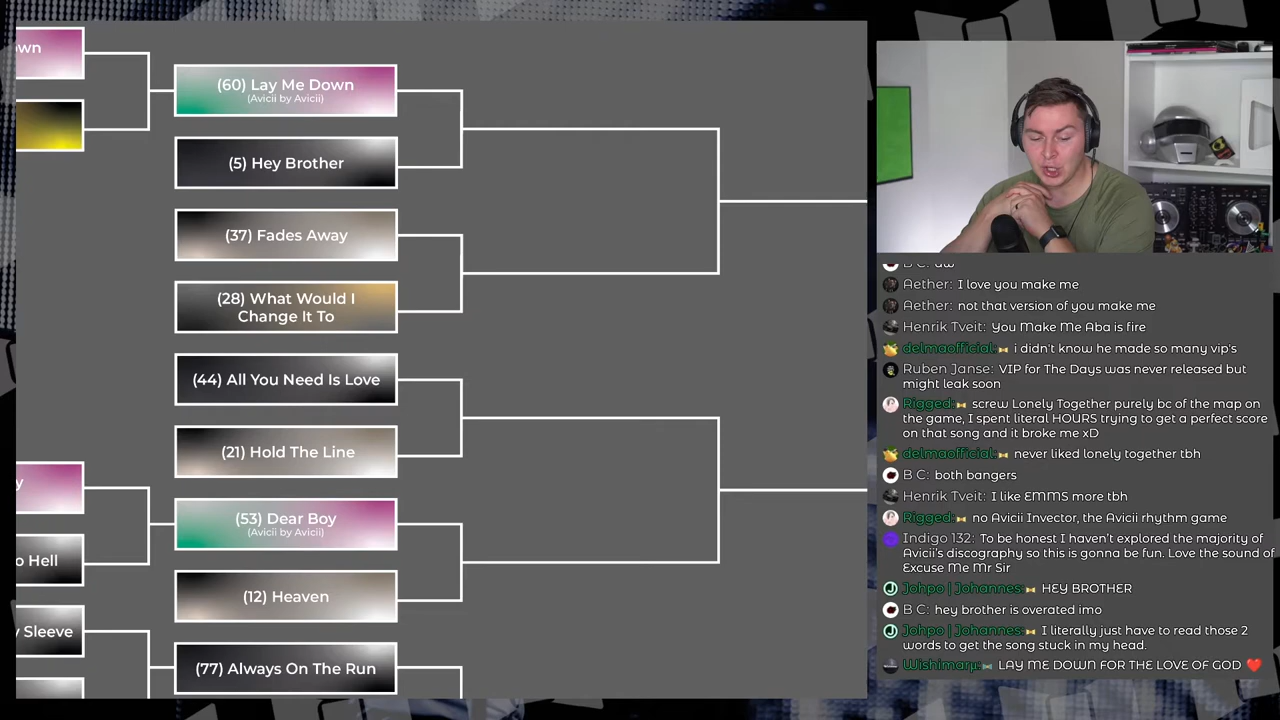 own
(60) Lay Me Down
(Avicii by Avicii)
(5) Hey Brother
(37) Fades Away
(28) What Would I
Change It To
(44) All You Need Is Love
(21) Hold The Line
y
(53) Dear Boy
(Avicii by Avicii)
o Hell
(12) Heaven
y Sleeve
(77) Always On The Run
B C: aw
Aether: I love you make me
Aether: not that version of you make me
Henrik Tveit: You Make Me Aba is fire
delmaofficial: i didn't know he made so many vip's
Ruben Janse: VIP for The Days was never released but
might leak soon
Rigged: screw Lonely Together purely bc of the map on
the game, I spent literal HOURS trying to get a perfect score
on that song and it broke me xD
delmaofficial: never liked lonely together tbh
B C: both bangers
Henrik Tveit: I like EMMS more tbh
Rigged: no Avicii Invector, the Avicii rhythm game
Indigo 132: To be honest I haven't explored the majority of
Avicii's discography so this is gonna be fun. Love the sound of
Excuse Me Mr Sir
Johpo | Johannes: HEY BROTHER
B C: hey brother is overated imo
Johpo | Johannes: I literally just have to read those 2
words to get the song stuck in my head.
Wishimarμ: LAY ME DOWN FOR THE LOVE OF GOD ❤️